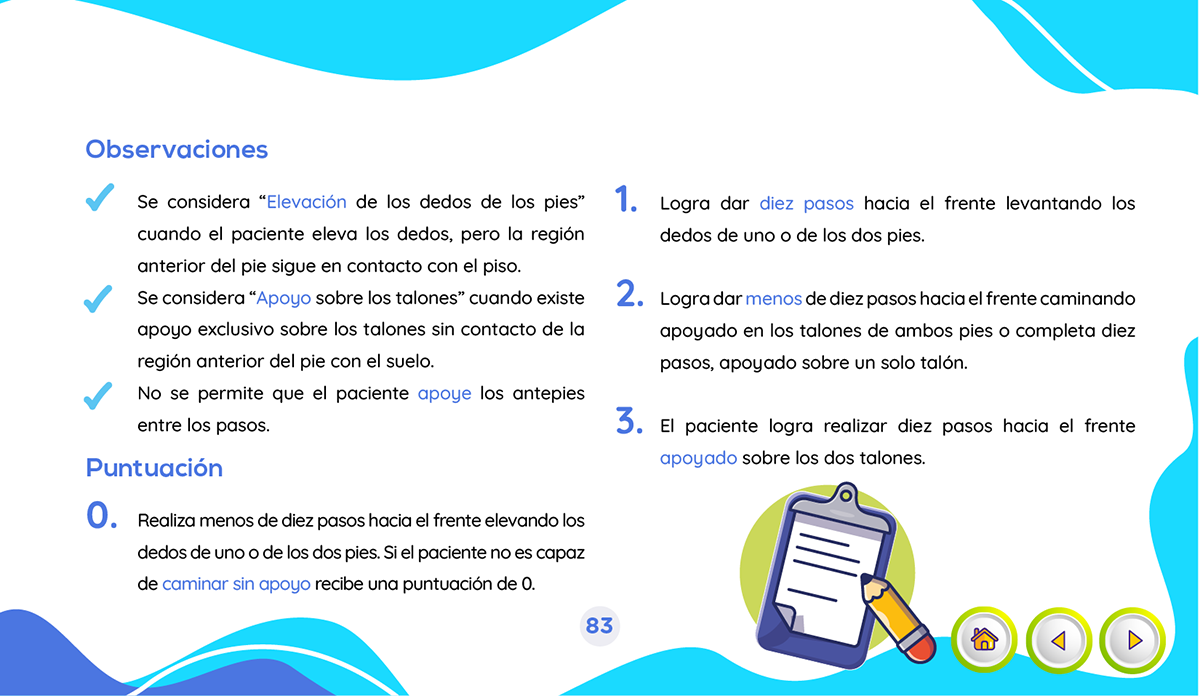 Observaciones
Se considera “Elevación de los dedos de los pies”
cuando el paciente eleva los dedos, pero la región
anterior del pie sigue en contacto con el piso.
Se considera “Apoyo sobre los talones” cuando existe
apoyo exclusivo sobre los talones sin contacto de la
región anterior del pie con el suelo.
No se permite que el paciente apoye los antepies
entre los pasos.
Puntuación
0. Realiza menos de diez pasos hacia el frente elevando los
dedos de uno o de los dos pies. Si el paciente no es capaz
de caminar sin apoyo recibe una puntuación de 0.
1. Logra dar diez pasos hacia el frente levantando los
dedos de uno o de los dos pies.
2. Logra dar menos de diez pasos hacia el frente caminando
apoyado en los talones de ambos pies o completa diez
pasos, apoyado sobre un solo talón.
3. El paciente logra realizar diez pasos hacia el frente
apoyado sobre los dos talones.
83